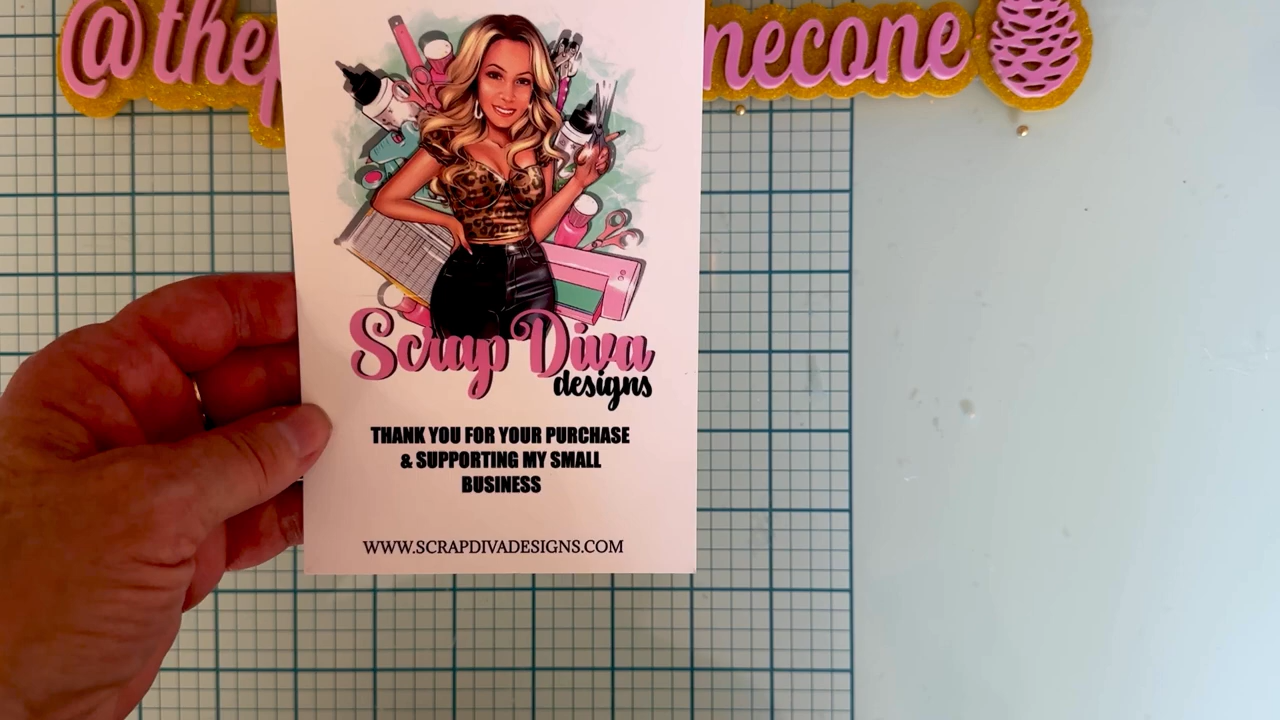 @the
necone
Scrap Diva
designs
THANK YOU FOR YOUR PURCHASE
& SUPPORTING MY SMALL
BUSINESS
WWW.SCRAPDIVADESIGNS.COM